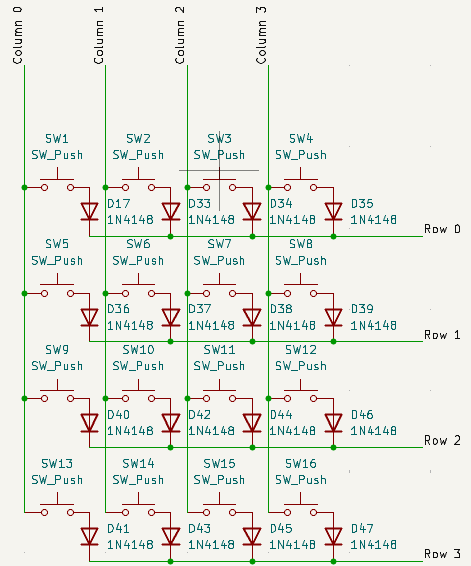 Column 0
Column 1
Column 2
Column 3
SW1 SW2 SW3 SW4
SW_Push SW_Push SW_Push SW_Push
D17 D33 D34 D35
1N4148 1N4148 1N4148 1N4148
Row 0
SW5 SW6 SW7 SW8
SW_Push SW_Push SW_Push SW_Push
D36 D37 D38 D39
1N4148 1N4148 1N4148 1N4148
Row 1
SW9 SW10 SW11 SW12
SW_Push SW_Push SW_Push SW_Push
D40 D42 D44 D46
1N4148 1N4148 1N4148 1N4148
Row 2
SW13 SW14 SW15 SW16
SW_Push SW_Push SW_Push SW_Push
D41 D43 D45 D47
1N4148 1N4148 1N4148 1N4148
Row 3